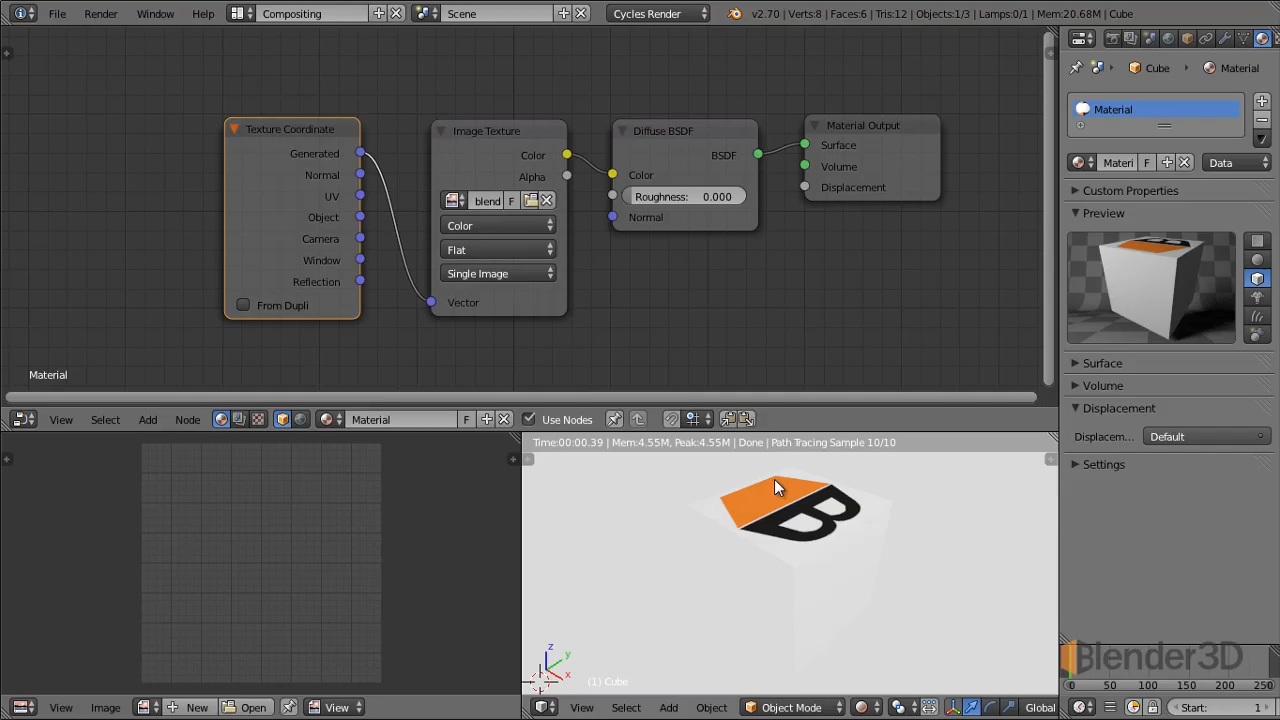 File Render Window Help Compositing Scene Cycles Render v2.70 | Verts:8 | Faces:6 | Tris:12 | Objects:1/3 | Lamps:0/1 | Mem:20.68M | Cube
Texture Coordinate
Generated
Normal
UV
Object
Camera
Window
Reflection
From Dupli
Image Texture
Color
Alpha
blend F
Color
Flat
Single Image
Vector
Diffuse BSDF
BSDF
Color
Roughness: 0.000
Normal
Material Output
Surface
Volume
Displacement
Material
View Select Add Node Material F Use Nodes
Cube Material
Material
Materi F Data
Custom Properties
Preview
Surface
Volume
Displacement
Displacem... Default
Settings
Time:00:00.39 | Mem:4.55M, Peak:4.55M | Done | Path Tracing Sample 10/10
B
z
y
x
(1) Cube
View Image New Open View
View Select Add Object Object Mode Global
Blender3D
0 50 100 150 200 250
Start: 1